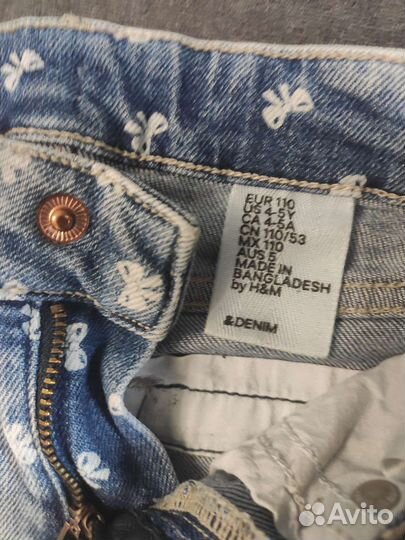 EUR 110
US 4-5Y
CA 4-5A
CN 110/53
MX 110
AUS 5
MADE IN
BANGLADESH
by H&M
&DENIM
Avito